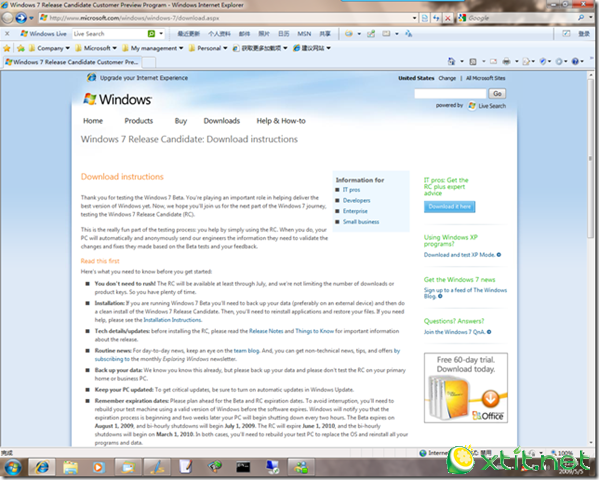 Windows 7 Release Candidate Customer Preview Program - Windows Internet Explorer
http://www.microsoft.com/windows/windows-7/download.aspx
Google
Windows Live
最近更新 个人资料 邮件 照片 日历 MSN 共享
登录
Company Microsoft My management Personal 获取更多加载项 建议网站
Windows 7 Release Candidate Customer Preview Pro...
Upgrade your Internet Experience
United States Change | All Microsoft Sites
Go
Windows
powered by Live Search
Home Products Buy Downloads Help & How-to
Windows 7 Release Candidate: Download instructions
Download instructions
Thank you for testing the Windows 7 Beta. You're playing an important role in helping deliver the
best version of Windows yet. Now, we hope you'll join us for the next part of the Windows 7 journey,
testing the Windows 7 Release Candidate (RC).
This is the really fun part of the testing process: you help by simply using the RC. When you do, your
PC will automatically and anonymously send our engineers the information they need to validate the
changes and fixes they made based on the Beta tests and your feedback.
Read this first
Here's what you need to know before you get started:
You don't need to rush! The RC will be available at least through July, and we're not limiting the number of downloads or
product keys. So you have plenty of time.
Installation: If you are running Windows 7 Beta you'll need to back up your data (preferably on an external device) and then do
a clean install of the Windows 7 Release Candidate. Then, you'll need to reinstall applications and restore your files. If you need
help, please see the Installation Instructions.
Tech details/updates: before installing the RC, please read the Release Notes and Things to Know for important information
about the release.
Routine news: For day-to-day news, keep an eye on the team blog. And, you can get non-technical news, tips, and offers by
by subscribing to the monthly Exploring Windows newsletter.
Back up your data: We know you know this already, but please back up your data and please don't test the RC on your primary
home or business PC.
Keep your PC updated: To get critical updates, be sure to turn on automatic updates in Windows Update.
Remember expiration dates: Please plan ahead for the Beta and RC expiration dates. To avoid interruption, you'll need to
rebuild your test machine using a valid version of Windows before the software expires. Windows will notify you that the
expiration process is beginning and two weeks later your PC will begin shutting down every two hours. The Beta expires on
August 1, 2009, and bi-hourly shutdowns will begin July 1, 2009. The RC will expire June 1, 2010, and the bi-hourly
shutdowns will begin on March 1, 2010. In both cases, you'll need to rebuild your test PC to replace the OS and reinstall all
your programs and data.
Information for
IT pros
Developers
Enterprise
Small business
IT pros: Get the
RC plus expert
advice
Download it here
Using Windows XP
programs?
Download and test XP Mode.
Get the Windows 7 news
Sign up to a feed of The Windows
Blog.
Questions? Answers?
Join the Windows 7 QnA.
Free 60-day trial.
Download today.
Office
完成
100%
xtit.net
2009/5/5